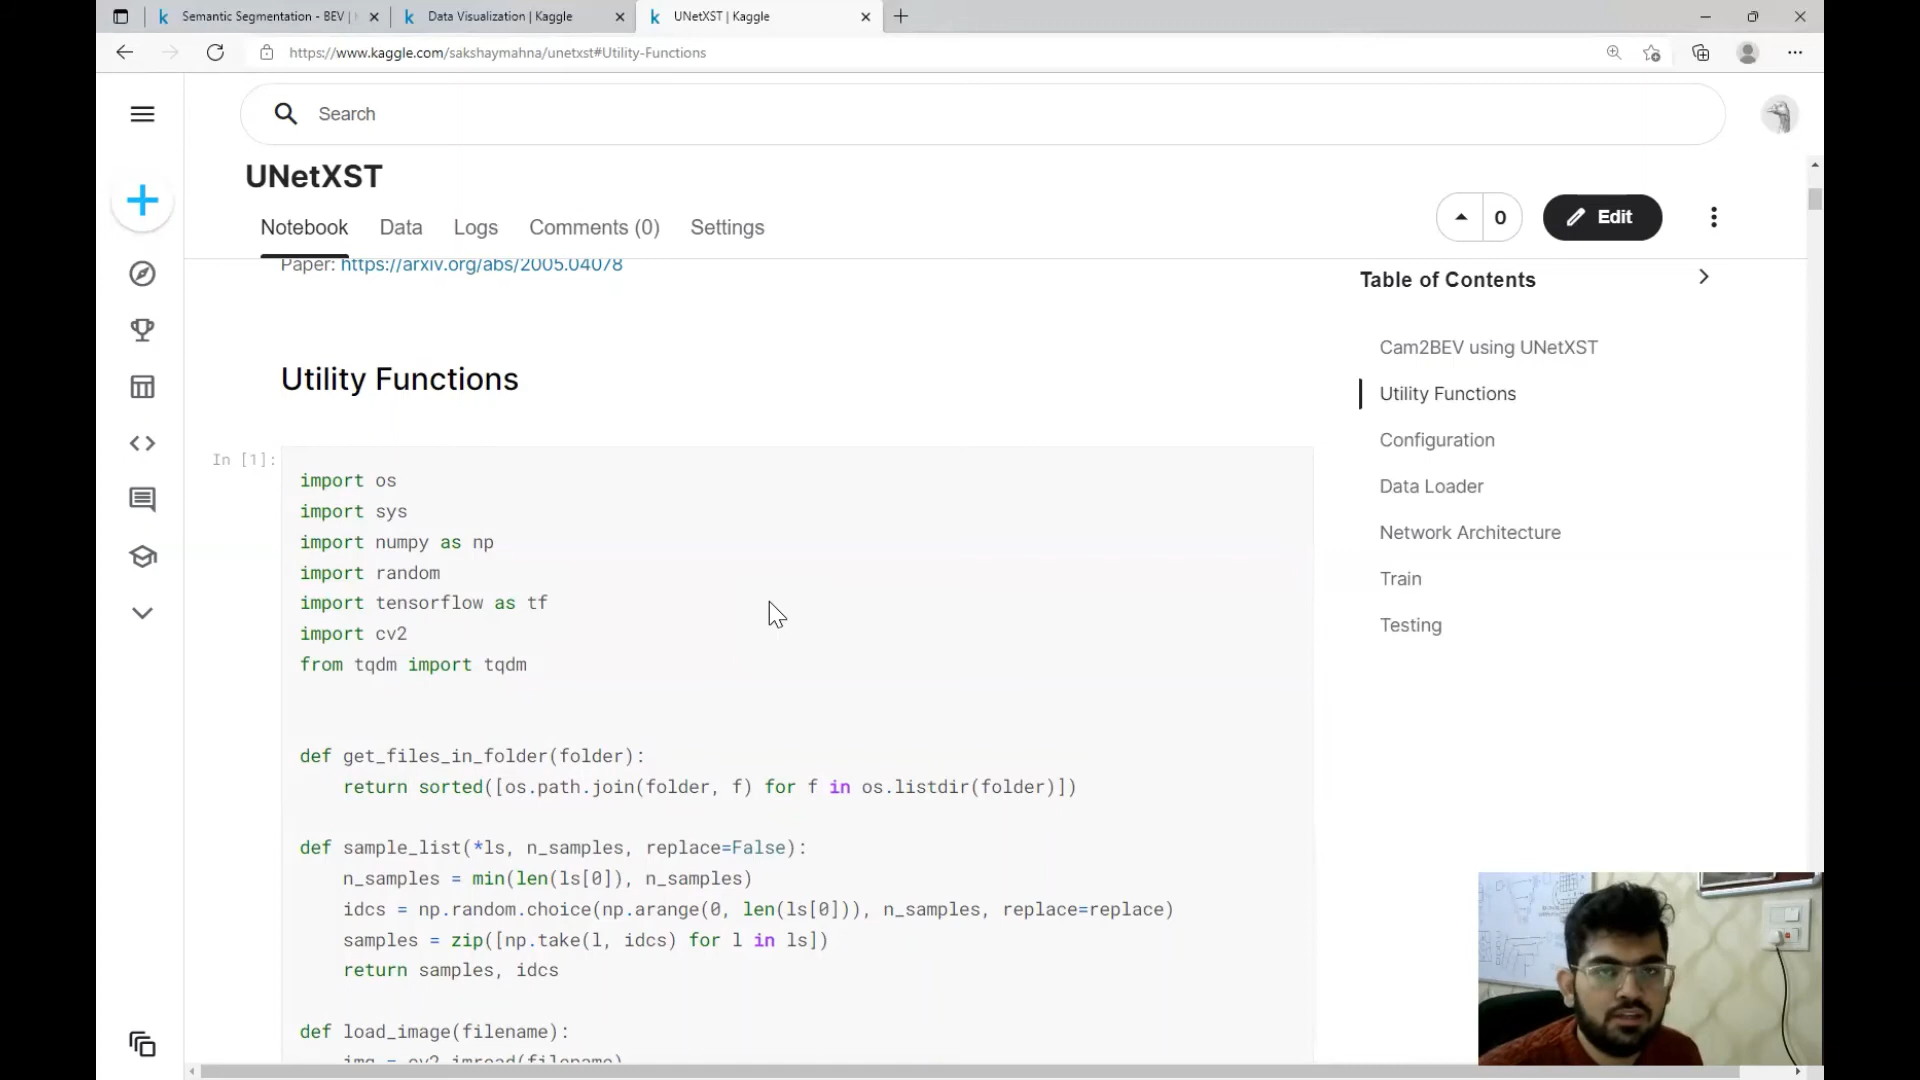 Semantic Segmentation - BEV |
Data Visualization | Kaggle
UNetXST | Kaggle
https://www.kaggle.com/sakshaymahna/unetxst#Utility-Functions
Search
UNetXST
Notebook
Data
Logs
Comments (0)
Settings
0
Edit
Paper: https://arxiv.org/abs/2005.04078
Table of Contents
Cam2BEV using UNetXST
Utility Functions
Configuration
Data Loader
Network Architecture
Train
Testing
Utility Functions
In [1]:
import os
import sys
import numpy as np
import random
import tensorflow as tf
import cv2
from tqdm import tqdm
def get_files_in_folder(folder):
    return sorted([os.path.join(folder, f) for f in os.listdir(folder)])
def sample_list(*ls, n_samples, replace=False):
    n_samples = min(len(ls[0]), n_samples)
    idcs = np.random.choice(np.arange(0, len(ls[0])), n_samples, replace=replace)
    samples = zip([np.take(l, idcs) for l in ls])
    return samples, idcs
def load_image(filename):
    img = cv2.imread(filename)